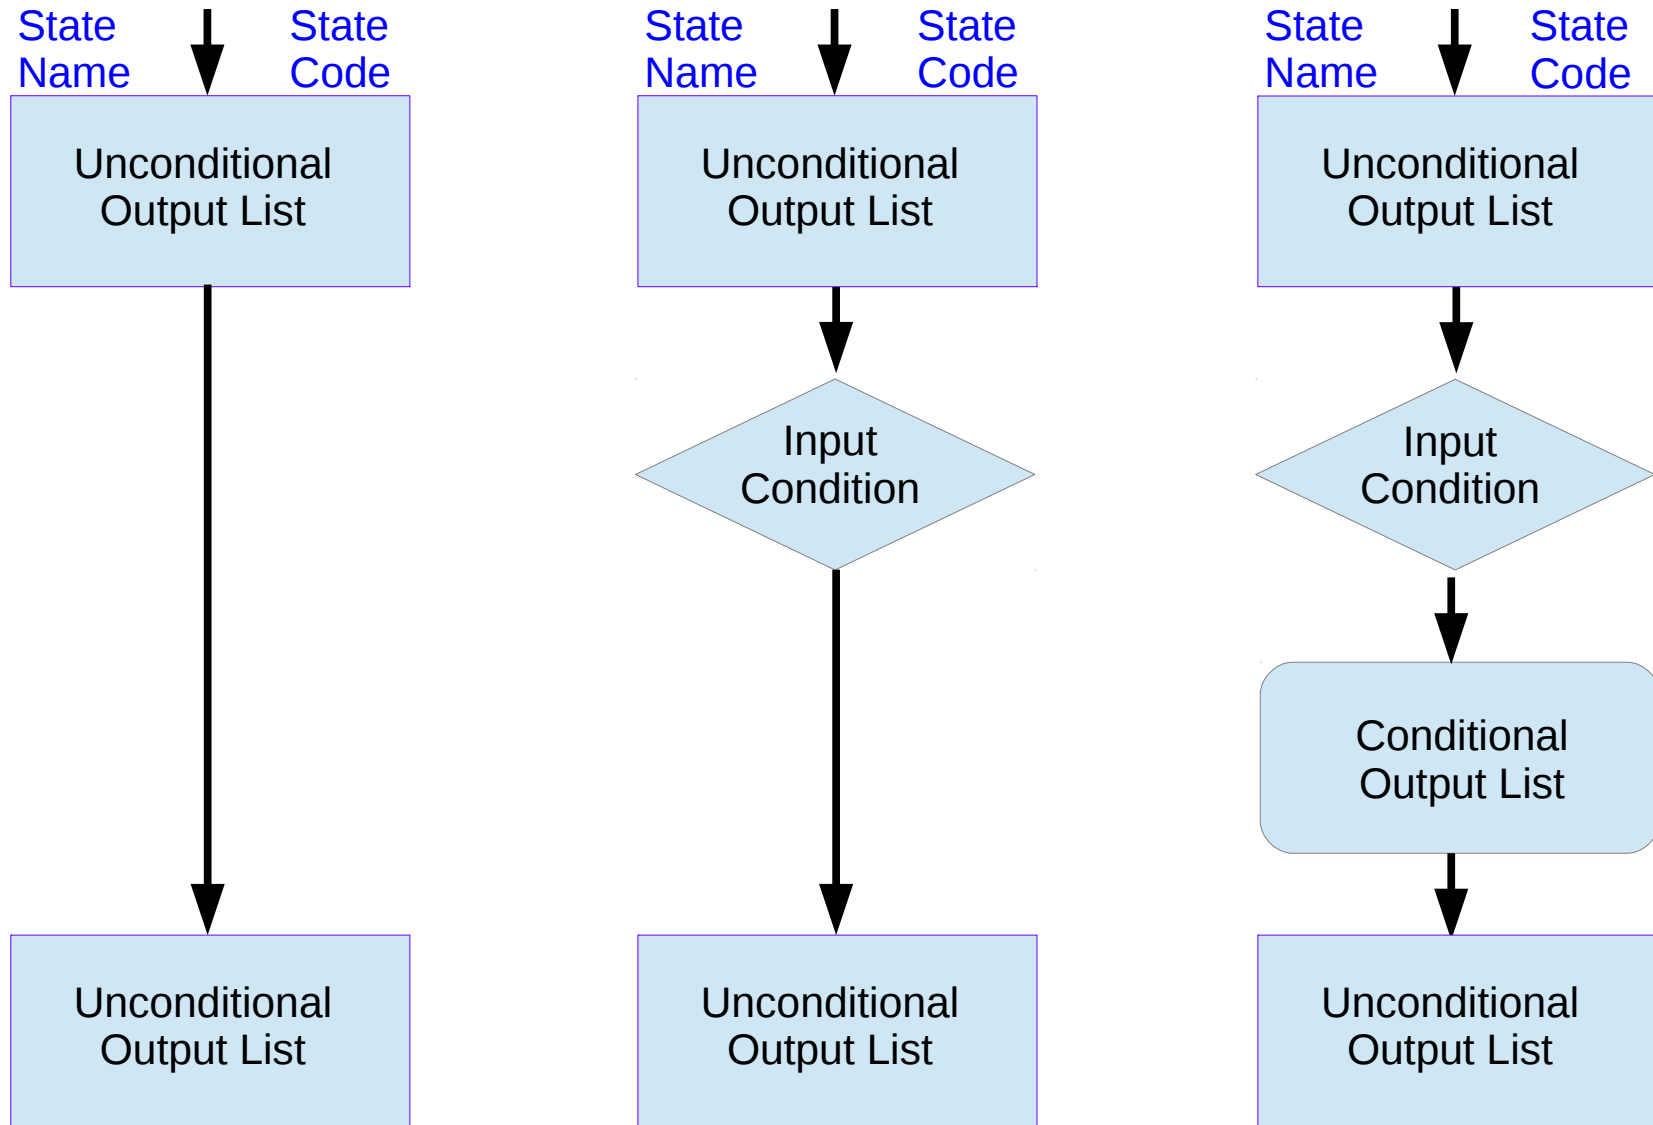 State
Name
State
Code
State
Name
State
Code
State
Name
State
Code
Unconditional
Output List
Unconditional
Output List
Unconditional
Output List
Input
Condition
Input
Condition
Conditional
Output List
Unconditional
Output List
Unconditional
Output List
Unconditional
Output List